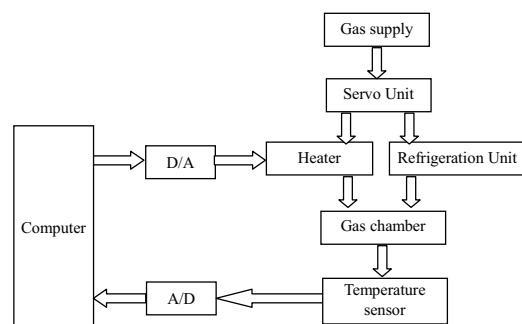 Gas supply
Servo Unit
D/A
Heater
Refrigeration Unit
Computer
Gas chamber
A/D
Temperature
sensor